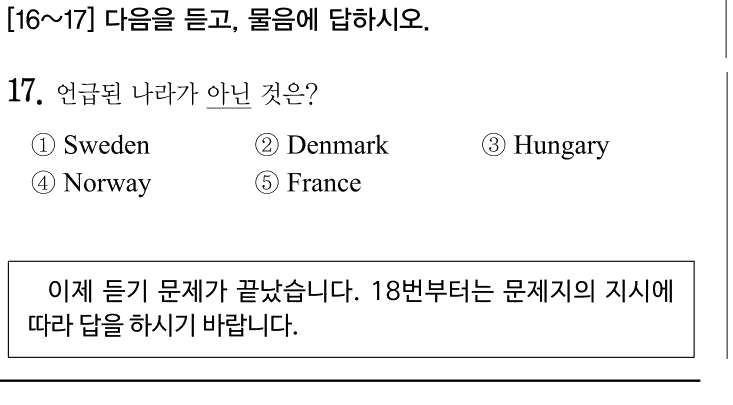 [16～17] 다음을 듣고, 물음에 답하시오.
17. 언급된 나라가 아닌 것은?
① Sweden ② Denmark ③ Hungary
④ Norway ⑤ France
이제 듣기 문제가 끝났습니다. 18번부터는 문제지의 지시에
따라 답을 하시기 바랍니다.